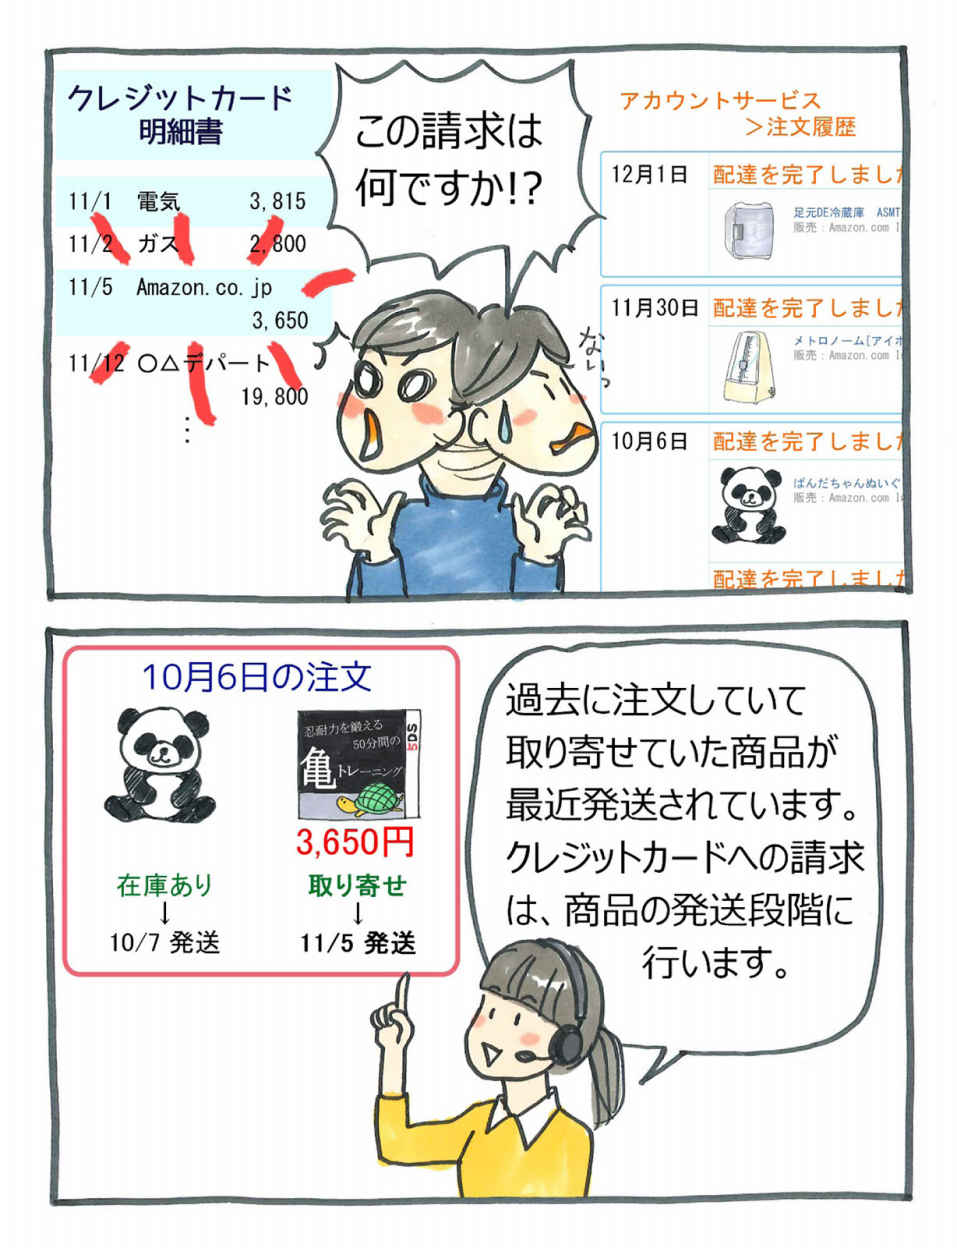 クレジットカード
明細書
11/1 電気 3,815
11/2 ガス 2,800
11/5 Amazon.co.jp
3,650
11/12 〇△デパート
19,800
…
この請求は
何ですか!?
ないっ
アカウントサービス
>注文履歴
12月1日 配達を完了しました
足元DE冷蔵庫 ASMT
販売:Amazon.com I
11月30日 配達を完了しました
メトロノーム[アイボ
販売:Amazon.com I
10月6日 配達を完了しました
ぱんだちゃんぬいぐ
販売:Amazon.com I
配達を完了しました
10月6日の注文
忍耐力を鍛える
50分間の
亀トレーニング
5DS
3,650円
在庫あり
↓
10/7 発送
取り寄せ
↓
11/5 発送
過去に注文していて
取り寄せていた商品が
最近発送されています。
クレジットカードへの請求
は、商品の発送段階に
行います。